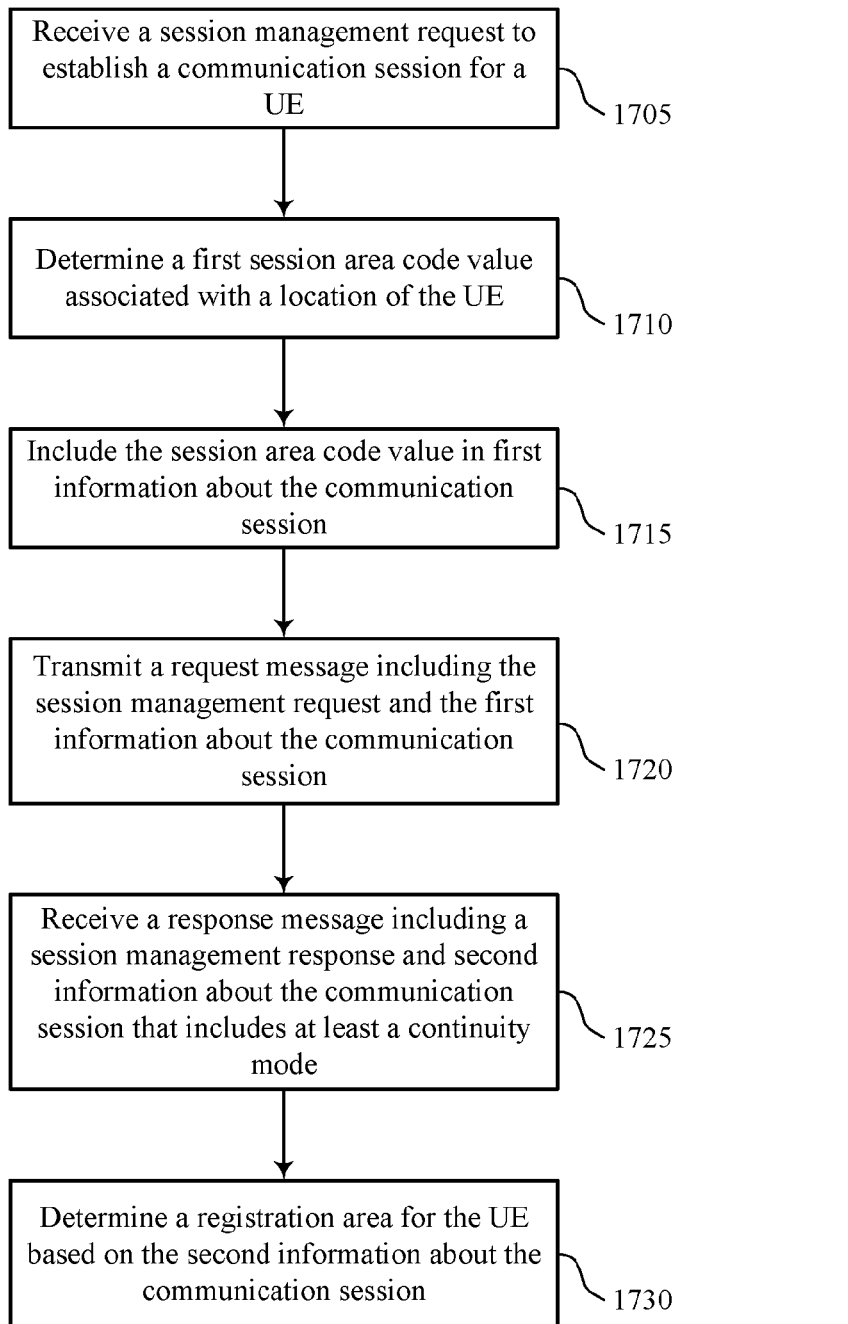 Receive a session management request to
establish a communication session for a
UE
1705
Determine a first session area code value
associated with a location of the UE
1710
Include the session area code value in first
information about the communication
session
1715
Transmit a request message including the
session management request and the first
information about the communication
session
1720
Receive a response message including a
session management response and second
information about the communication
session that includes at least a continuity
mode
1725
Determine a registration area for the UE
based on the second information about the
communication session
1730